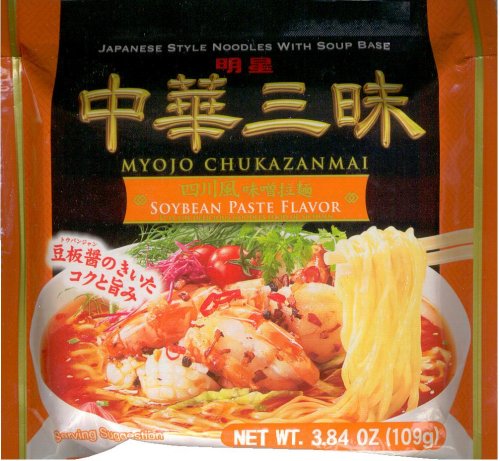 JAPANESE STYLE NOODLES WITH SOUP BASE
明星
中華三昧
MYOJO CHUKAZANMAI
四川風味噌拉麺
SOYBEAN PASTE FLAVOR
トウバンジャン
豆板醤のきいた
コクと旨み
Serving Suggestion
NET WT. 3.84 OZ (109g)